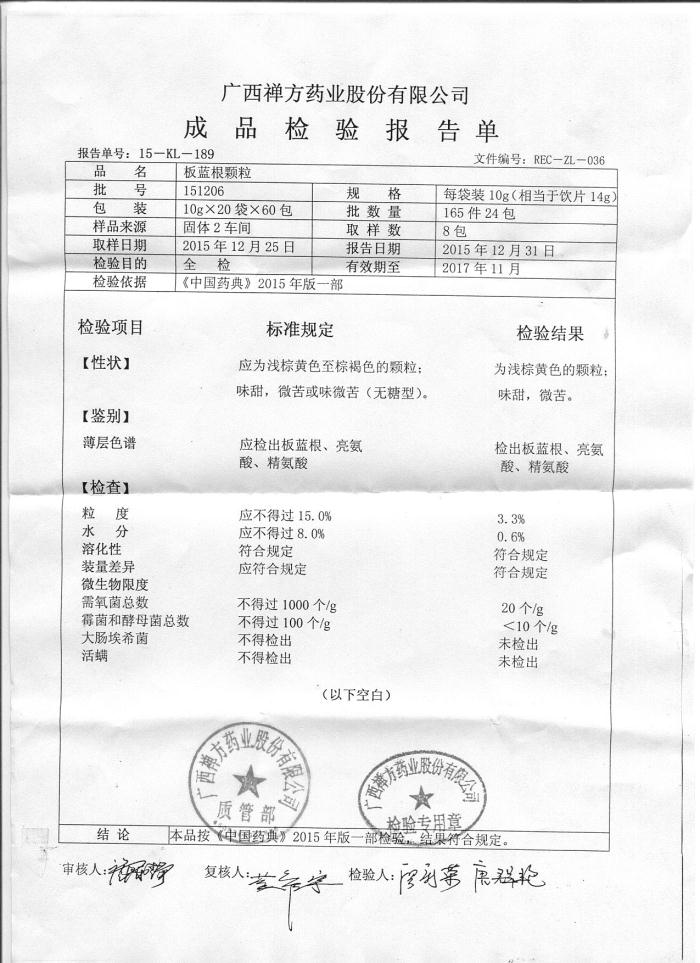 广西禅方药业股份有限公司
成品检验报告单
报告单号：15－KL－189 文件编号：REC－ZL－036
品 名 板蓝根颗粒
批 号 151206 规 格 每袋装10g（相当于饮片14g）
包 装 10g×20袋×60包 批数量 165件24包
样品来源 固体2车间 取样数 8包
取样日期 2015年12月25日 报告日期 2015年12月31日
检验目的 全 检 有效期至 2017年11月
检验依据 《中国药典》2015年版一部
检验项目 标准规定 检验结果
【性状】 应为浅棕黄色至棕褐色的颗粒； 为浅棕黄色的颗粒；
味甜，微苦或味微苦（无糖型）。 味甜，微苦。
【鉴别】
薄层色谱 应检出板蓝根、亮氨 检出板蓝根、亮氨
酸、精氨酸 酸、精氨酸
【检查】
粒 度 应不得过15.0% 3.3%
水 分 应不得过8.0% 0.6%
溶化性 符合规定 符合规定
装量差异 应符合规定 符合规定
微生物限度
需氧菌总数 不得过1000个/g 20个/g
霉菌和酵母菌总数 不得过100个/g ＜10个/g
大肠埃希菌 不得检出 未检出
活螨 不得检出 未检出
（以下空白）
广西禅方药业股份有限公司
质管部
广西禅方药业股份有限公司
检验专用章
结 论 本品按《中国药典》2015年版一部检验，结果符合规定。
审核人： 复核人： 检验人：